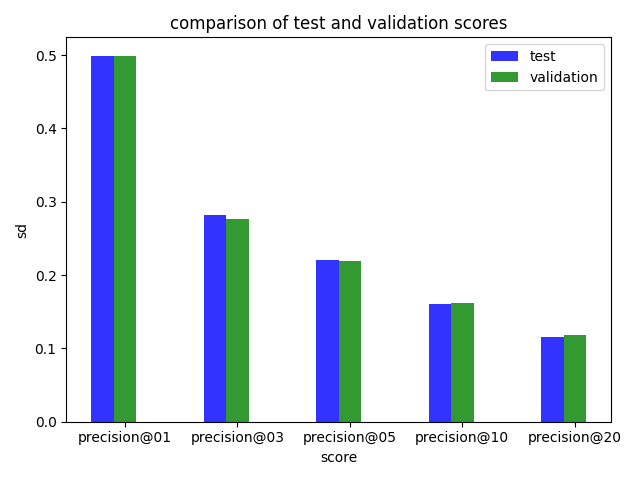 comparison of test and validation scores
test
validation
sd
0.5
0.4
0.3
0.2
0.1
0.0
precision@01 precision@03 precision@05 precision@10 precision@20
score